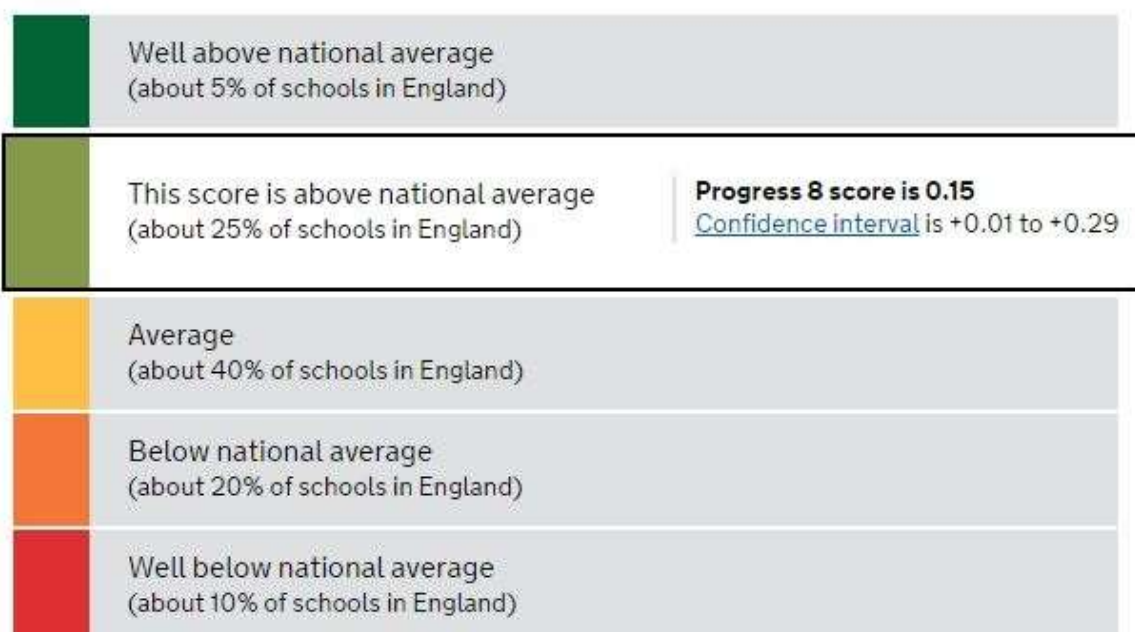 Well above national average
(about 5% of schools in England)
This score is above national average
(about 25% of schools in England)
Progress 8 score is 0.15
Confidence interval is +0.01 to +0.29
Average
(about 40% of schools in England)
Below national average
(about 20% of schools in England)
Well below national average
(about 10% of schools in England)